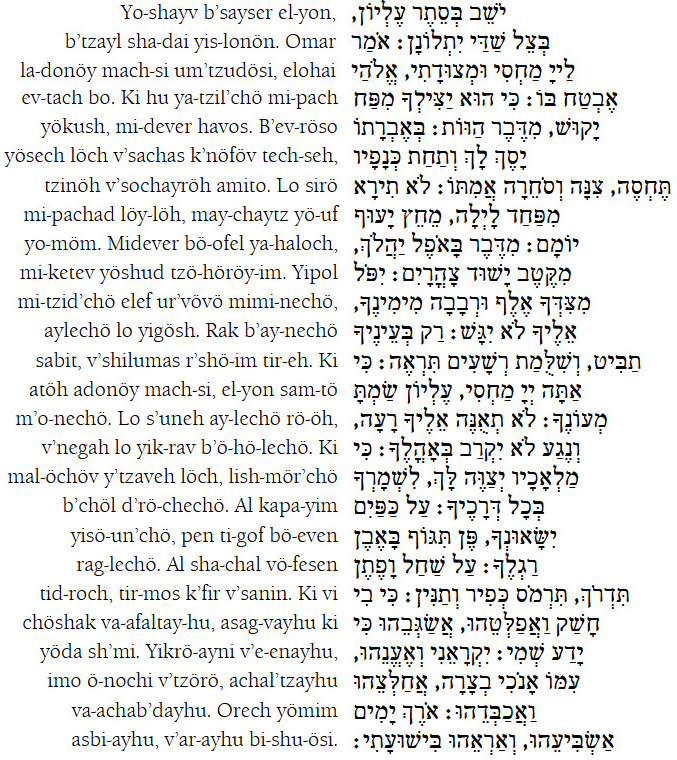 Yo-shayv b'sayser el-yon,
b'tzayl sha-dai yis-lonön. Omar
la-donöy mach-si um'tzudösi, elohai
ev-tach bo. Ki hu ya-tzil'chö mi-pach
yökush, mi-dever havos. B'ev-röso
yösech löch v'sachas k'nöföv tech-seh,
tzinöh v'sochayröh amito. Lo sirö
mi-pachad löy-löh, may-chaytz yö-uf
yo-möm. Midever bö-ofel ya-haloch,
mi-ketev yöshud tzö-höröy-im. Yipol
mi-tzid'chö elef ur'vövö mimi-nechö,
aylechö lo yigösh. Rak b'ay-nechö
sabit, v'shilumas r'shö-im tir-eh. Ki
atöh adonöy mach-si, el-yon sam-tö
m'o-nechö. Lo s'uneh ay-lechö rö-öh,
v'negah lo yik-rav b'ö-hö-lechö. Ki
mal-öchöv y'tzaveh löch, lish-mör'chö
b'chöl d'rö-chechö. Al kapa-yim
yisö-un'chö, pen ti-gof bö-even
rag-lechö. Al sha-chal vö-fesen
tid-roch, tir-mos k'fir v'sanin. Ki vi
chöshak va-afaltay-hu, asag-vayhu ki
yöda sh'mi. Yikrö-ayni v'e-enayhu,
imo ö-nochi v'tzörö, achal'tzayhu
va-achab'dayhu. Orech yömim
asbi-ayhu, v'ar-ayhu bi-shu-ösi.
יֹשֵׁב בְּסֵתֶר עֶלְיוֹן,
בְּצֵל שַׁדַּי יִתְלוֹנָן: אֹמַר
לַייָ מַחְסִי וּמְצוּדָתִי, אֱלֹהַי
אֶבְטַח בּוֹ: כִּי הוּא יַצִּילְךָ מִפַּח
יָקוּשׁ, מִדֶּבֶר הַוּוֹת: בְּאֶבְרָתוֹ
יָסֶךְ לָךְ וְתַחַת כְּנָפָיו
תֶּחְסֶה, צִנָּה וְסֹחֵרָה אֲמִתּוֹ: לֹא תִירָא
מִפַּחַד לָיְלָה, מֵחֵץ יָעוּף
יוֹמָם: מִדֶּבֶר בָּאֹפֶל יַהֲלֹךְ,
מִקֶּטֶב יָשׁוּד צָהֳרָיִם: יִפֹּל
מִצִּדְּךָ אֶלֶף וּרְבָבָה מִימִינֶךָ,
אֵלֶיךָ לֹא יִגָּשׁ: רַק בְּעֵינֶיךָ
תַבִּיט, וְשִׁלֻּמַת רְשָׁעִים תִּרְאֶה: כִּי
אַתָּה יְיָ מַחְסִי, עֶלְיוֹן שַׂמְתָּ
מְעוֹנֶךָ: לֹא תְאֻנֶּה אֵלֶיךָ רָעָה,
וְנֶגַע לֹא יִקְרַב בְּאָהֳלֶךָ: כִּי
מַלְאָכָיו יְצַוֶּה לָּךְ, לִשְׁמָרְךָ
בְּכָל דְּרָכֶיךָ: עַל כַּפַּיִם
יִשָּׂאוּנְךָ, פֶּן תִּגּוֹף בָּאֶבֶן
רַגְלֶךָ: עַל שַׁחַל וָפֶתֶן
תִּדְרֹךְ, תִּרְמֹס כְּפִיר וְתַנִּין: כִּי בִי
חָשַׁק וַאֲפַלְּטֵהוּ, אֲשַׂגְּבֵהוּ כִּי
יָדַע שְׁמִי: יִקְרָאֵנִי וְאֶעֱנֵהוּ,
עִמּוֹ אָנֹכִי בְצָרָה, אֲחַלְּצֵהוּ
וַאֲכַבְּדֵהוּ: אֹרֶךְ יָמִים
אַשְׂבִּיעֵהוּ, וְאַרְאֵהוּ בִּישׁוּעָתִי: